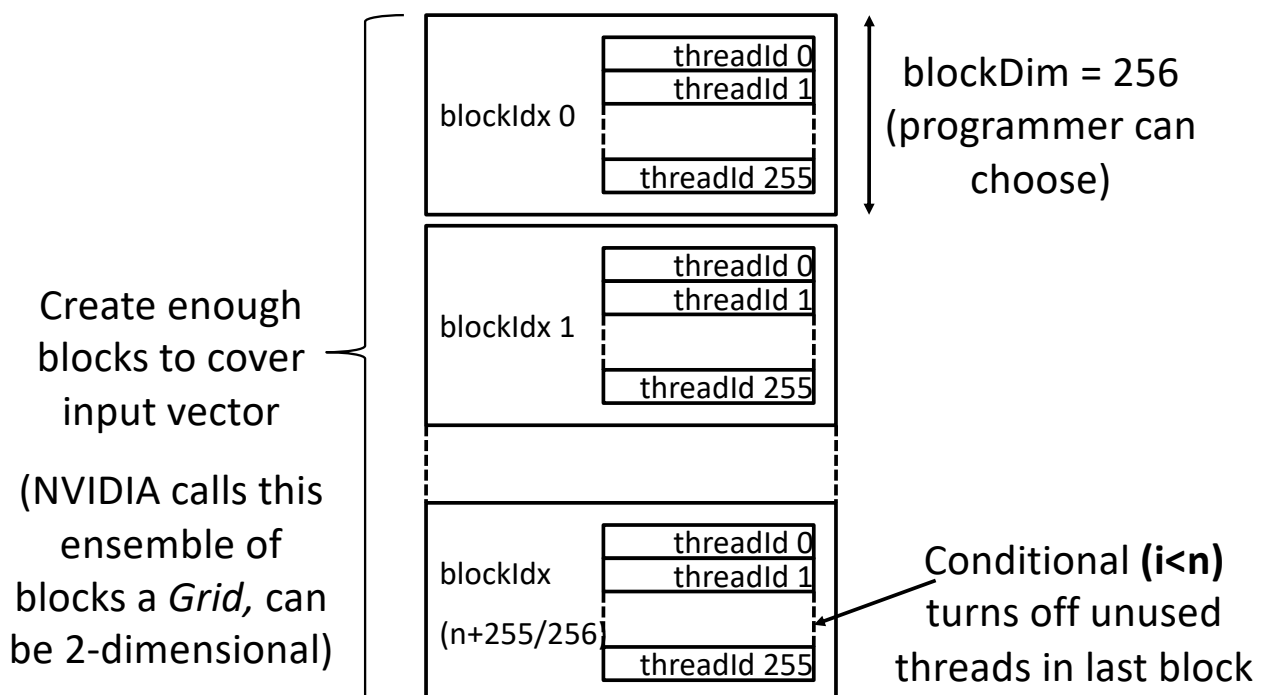 threadId 0
threadId 1
blockIdx 0
threadId 255
blockDim = 256
(programmer can
choose)
threadId 0
threadId 1
blockIdx 1
threadId 255
Create enough
blocks to cover
input vector
(NVIDIA calls this
ensemble of
blocks a Grid, can
be 2-dimensional)
threadId 0
threadId 1
blockIdx
(n+255/256)
threadId 255
Conditional (i<n)
turns off unused
threads in last block